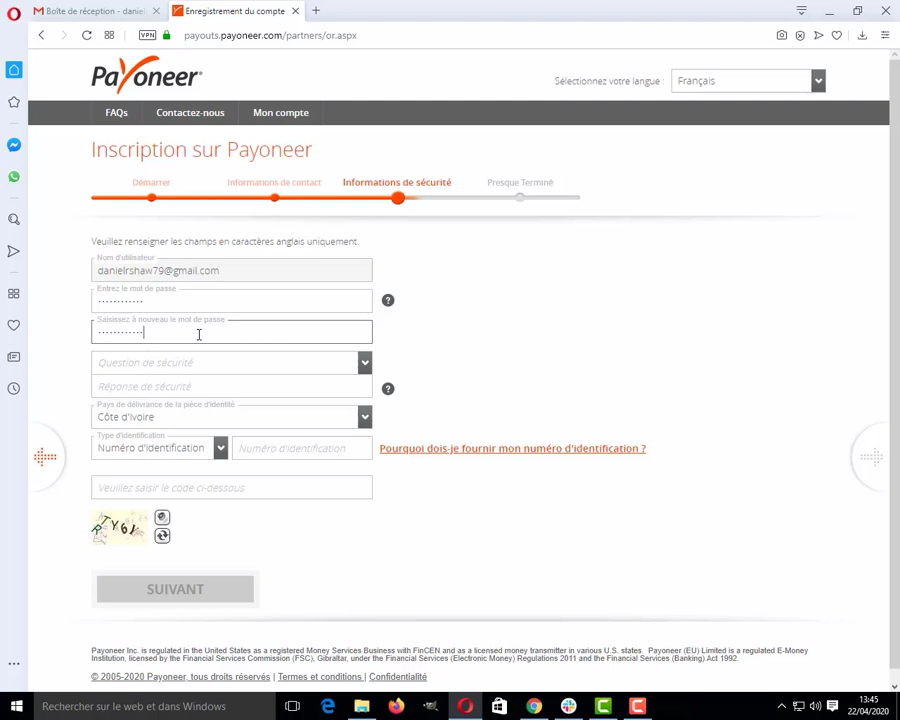 Boîte de réception - daniel
Enregistrement du compte
VPN
payouts.payoneer.com/partners/or.aspx
Payoneer
Sélectionnez votre langue :
Français
FAQs
Contactez-nous
Mon compte
Inscription sur Payoneer
Démarrer
Informations de contact
Informations de sécurité
Presque Terminé
Veuillez renseigner les champs en caractères anglais uniquement.
Nom d'utilisateur
danielrshaw79@gmail.com
Entrez le mot de passe
Saisissez à nouveau le mot de passe
Question de sécurité
Réponse de sécurité
Pays de délivrance de la pièce d'identité
Côte d'Ivoire
Type d'identification
Numéro d'identification
Numéro d'identification
Pourquoi dois-je fournir mon numéro d'identification ?
Veuillez saisir le code ci-dessous
SUIVANT
Payoneer Inc. is regulated in the United States as a registered Money Services Business with FinCEN and as a licensed money transmitter in various U.S. states. Payoneer (EU) Limited is a regulated E-Money
Institution, licensed by the Financial Services Commission (FSC), Gibraltar, under the Financial Services (Electronic Money) Regulations 2011 and the Financial Services (Banking) Act 1992.
© 2005-2020 Payoneer, tous droits réservés | Termes et conditions | Confidentialité
Rechercher sur le web et dans Windows
13:45
22/04/2020